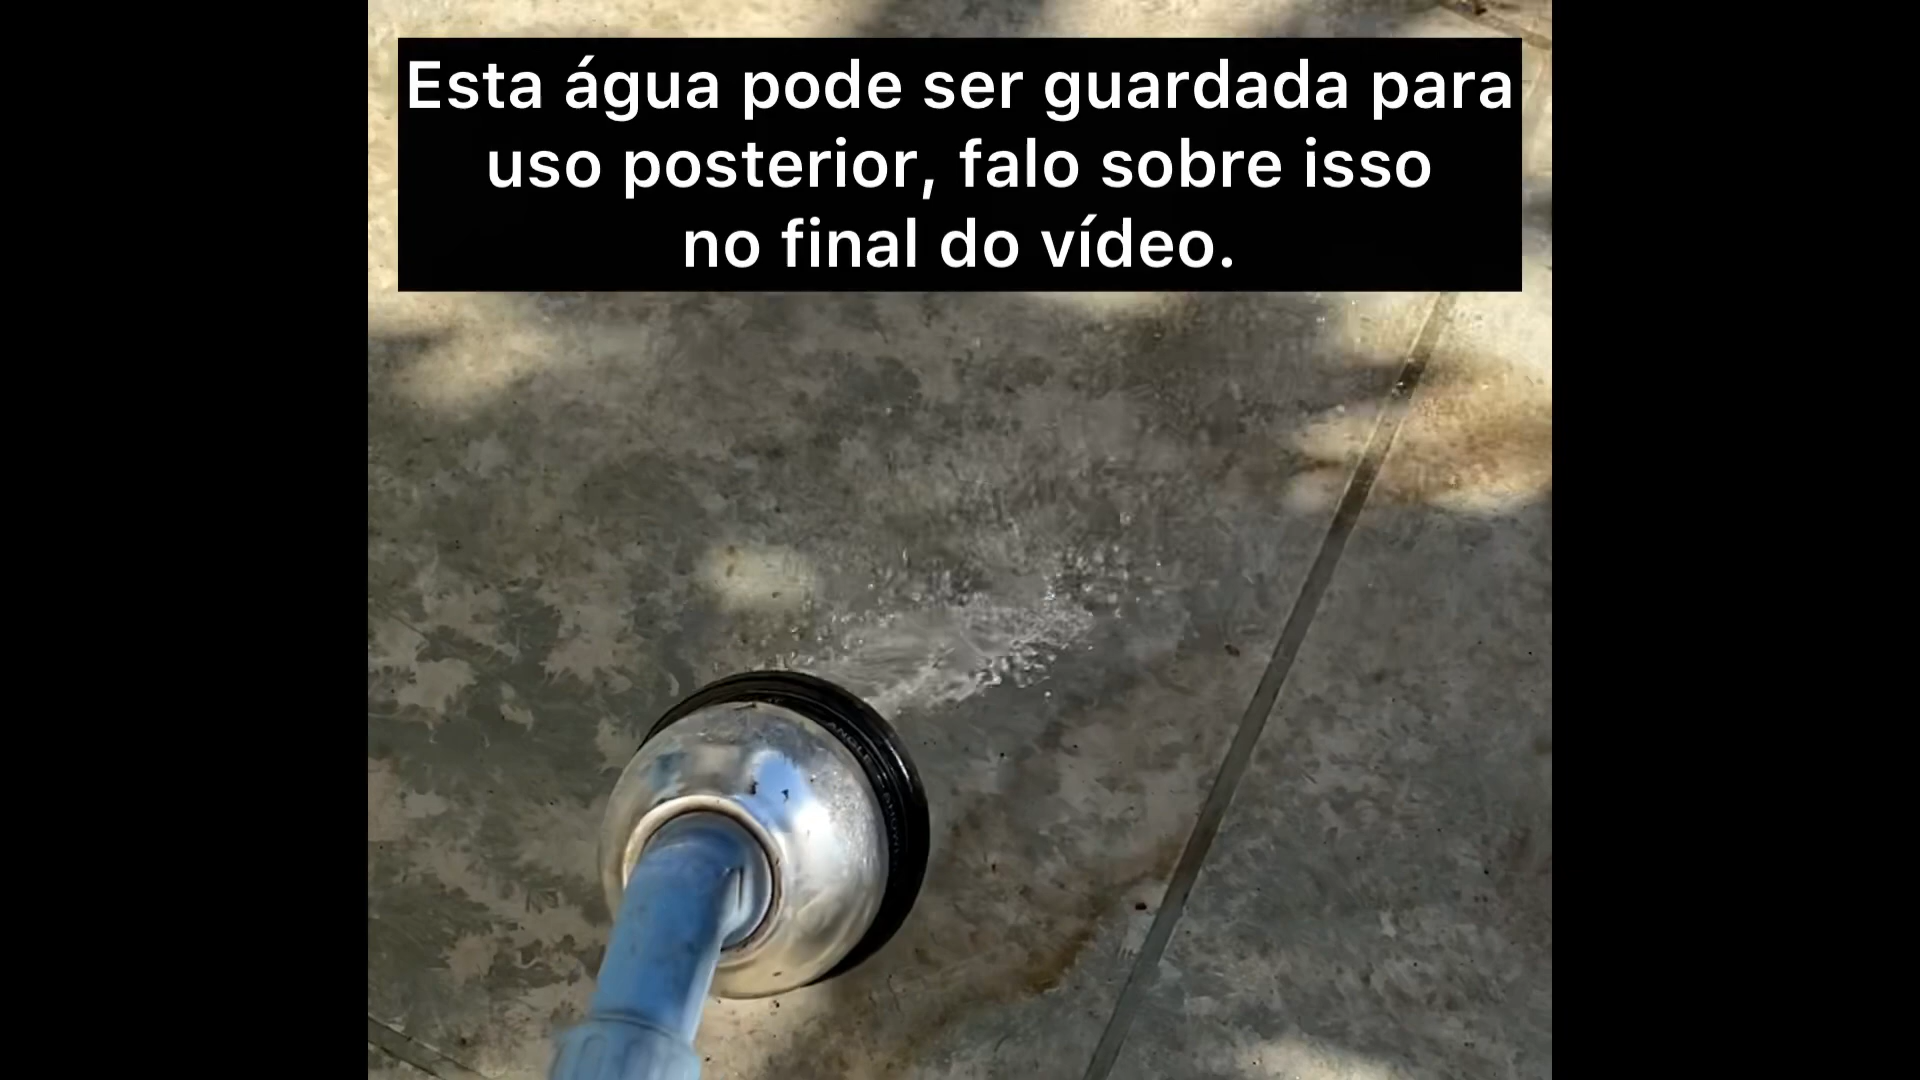 Esta água pode ser guardada para
uso posterior, falo sobre isso
no final do vídeo.